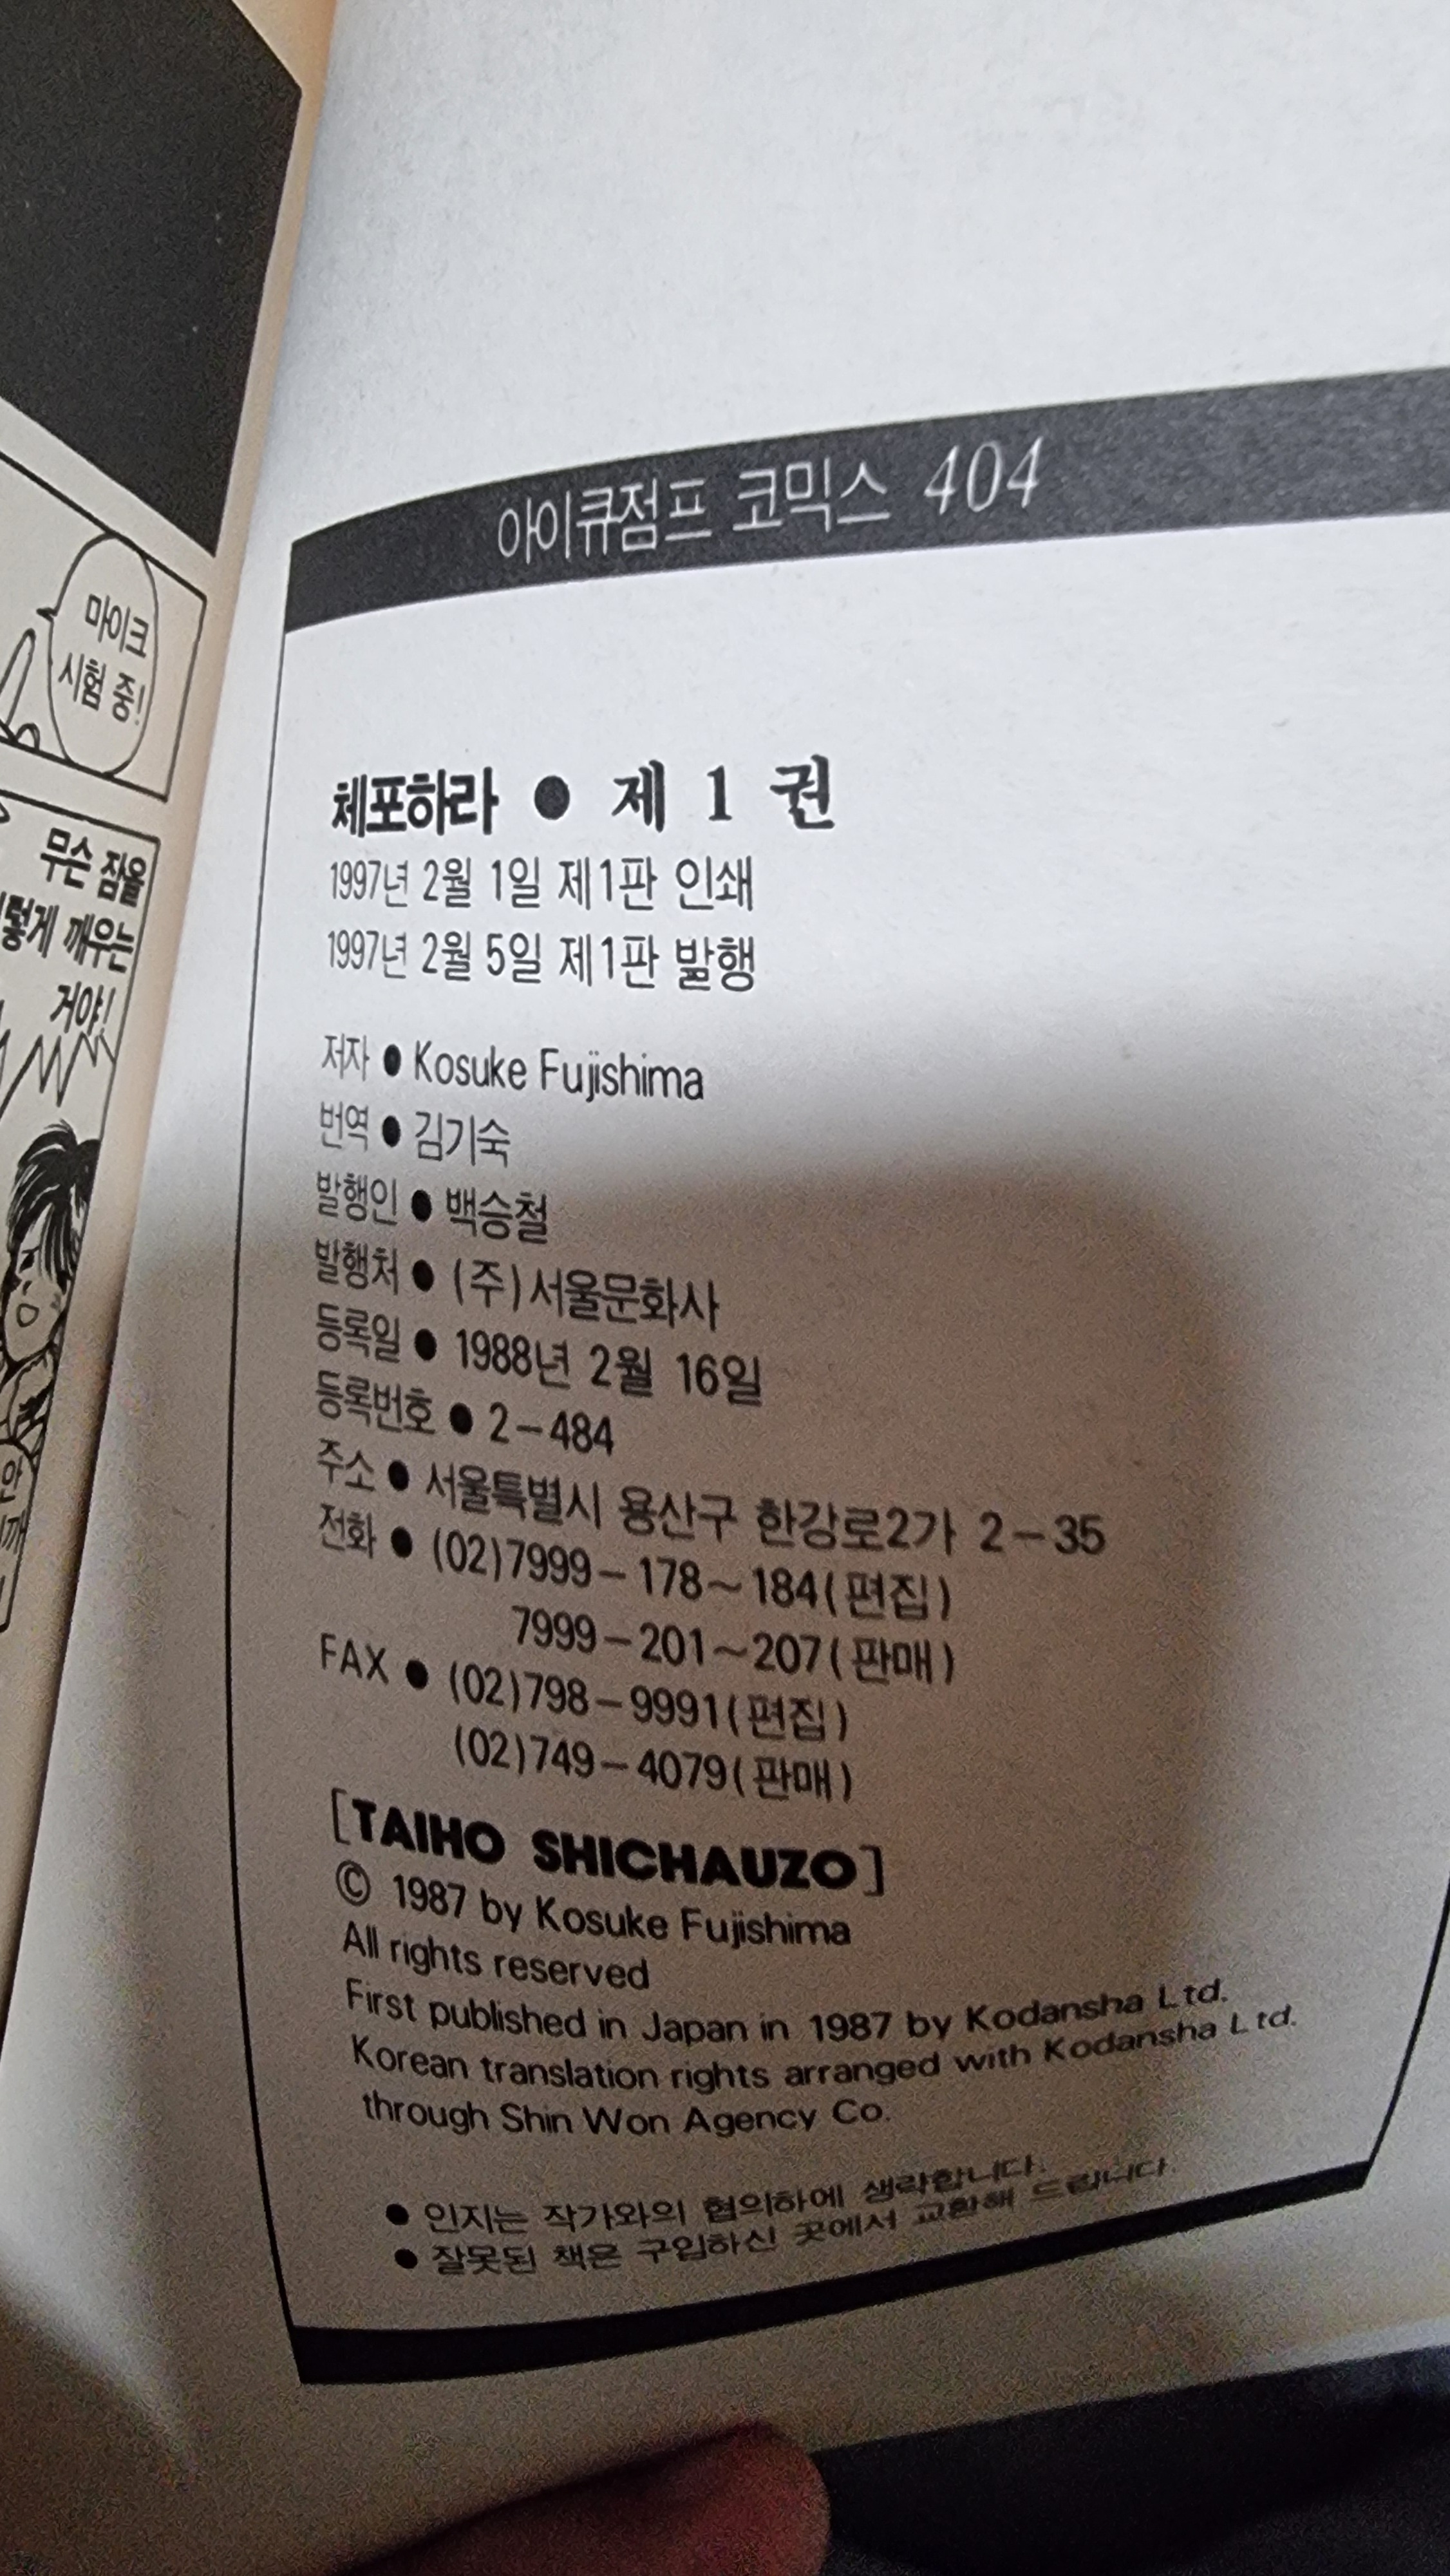 마이크
시험 중!
무슨 잠을
렇게 깨우는
거야!
안
아이큐점프 코믹스 404
체포하라 ● 제 1 권
1997년 2월 1일 제1판 인쇄
1997년 2월 5일 제1판 발행
저자 ● Kosuke Fujishima
번역 ● 김기숙
발행인 ● 백승철
발행처 ● (주)서울문화사
등록일 ● 1988년 2월 16일
등록번호 ● 2-484
주소 ● 서울특별시 용산구 한강로2가 2-35
전화 ● (02)7999-178~184(편집)
7999-201~207(판매)
FAX ● (02)798-9991(편집)
(02)749-4079(판매)
[TAIHO SHICHAUZO]
© 1987 by Kosuke Fujishima
All rights reserved
First published in Japan in 1987 by Kodansha Ltd.
Korean translation rights arranged with Kodansha Ltd.
through Shin Won Agency Co.
● 인지는 작가와의 협의하에 생략합니다.
● 잘못된 책은 구입하신 곳에서 교환해 드립니다.